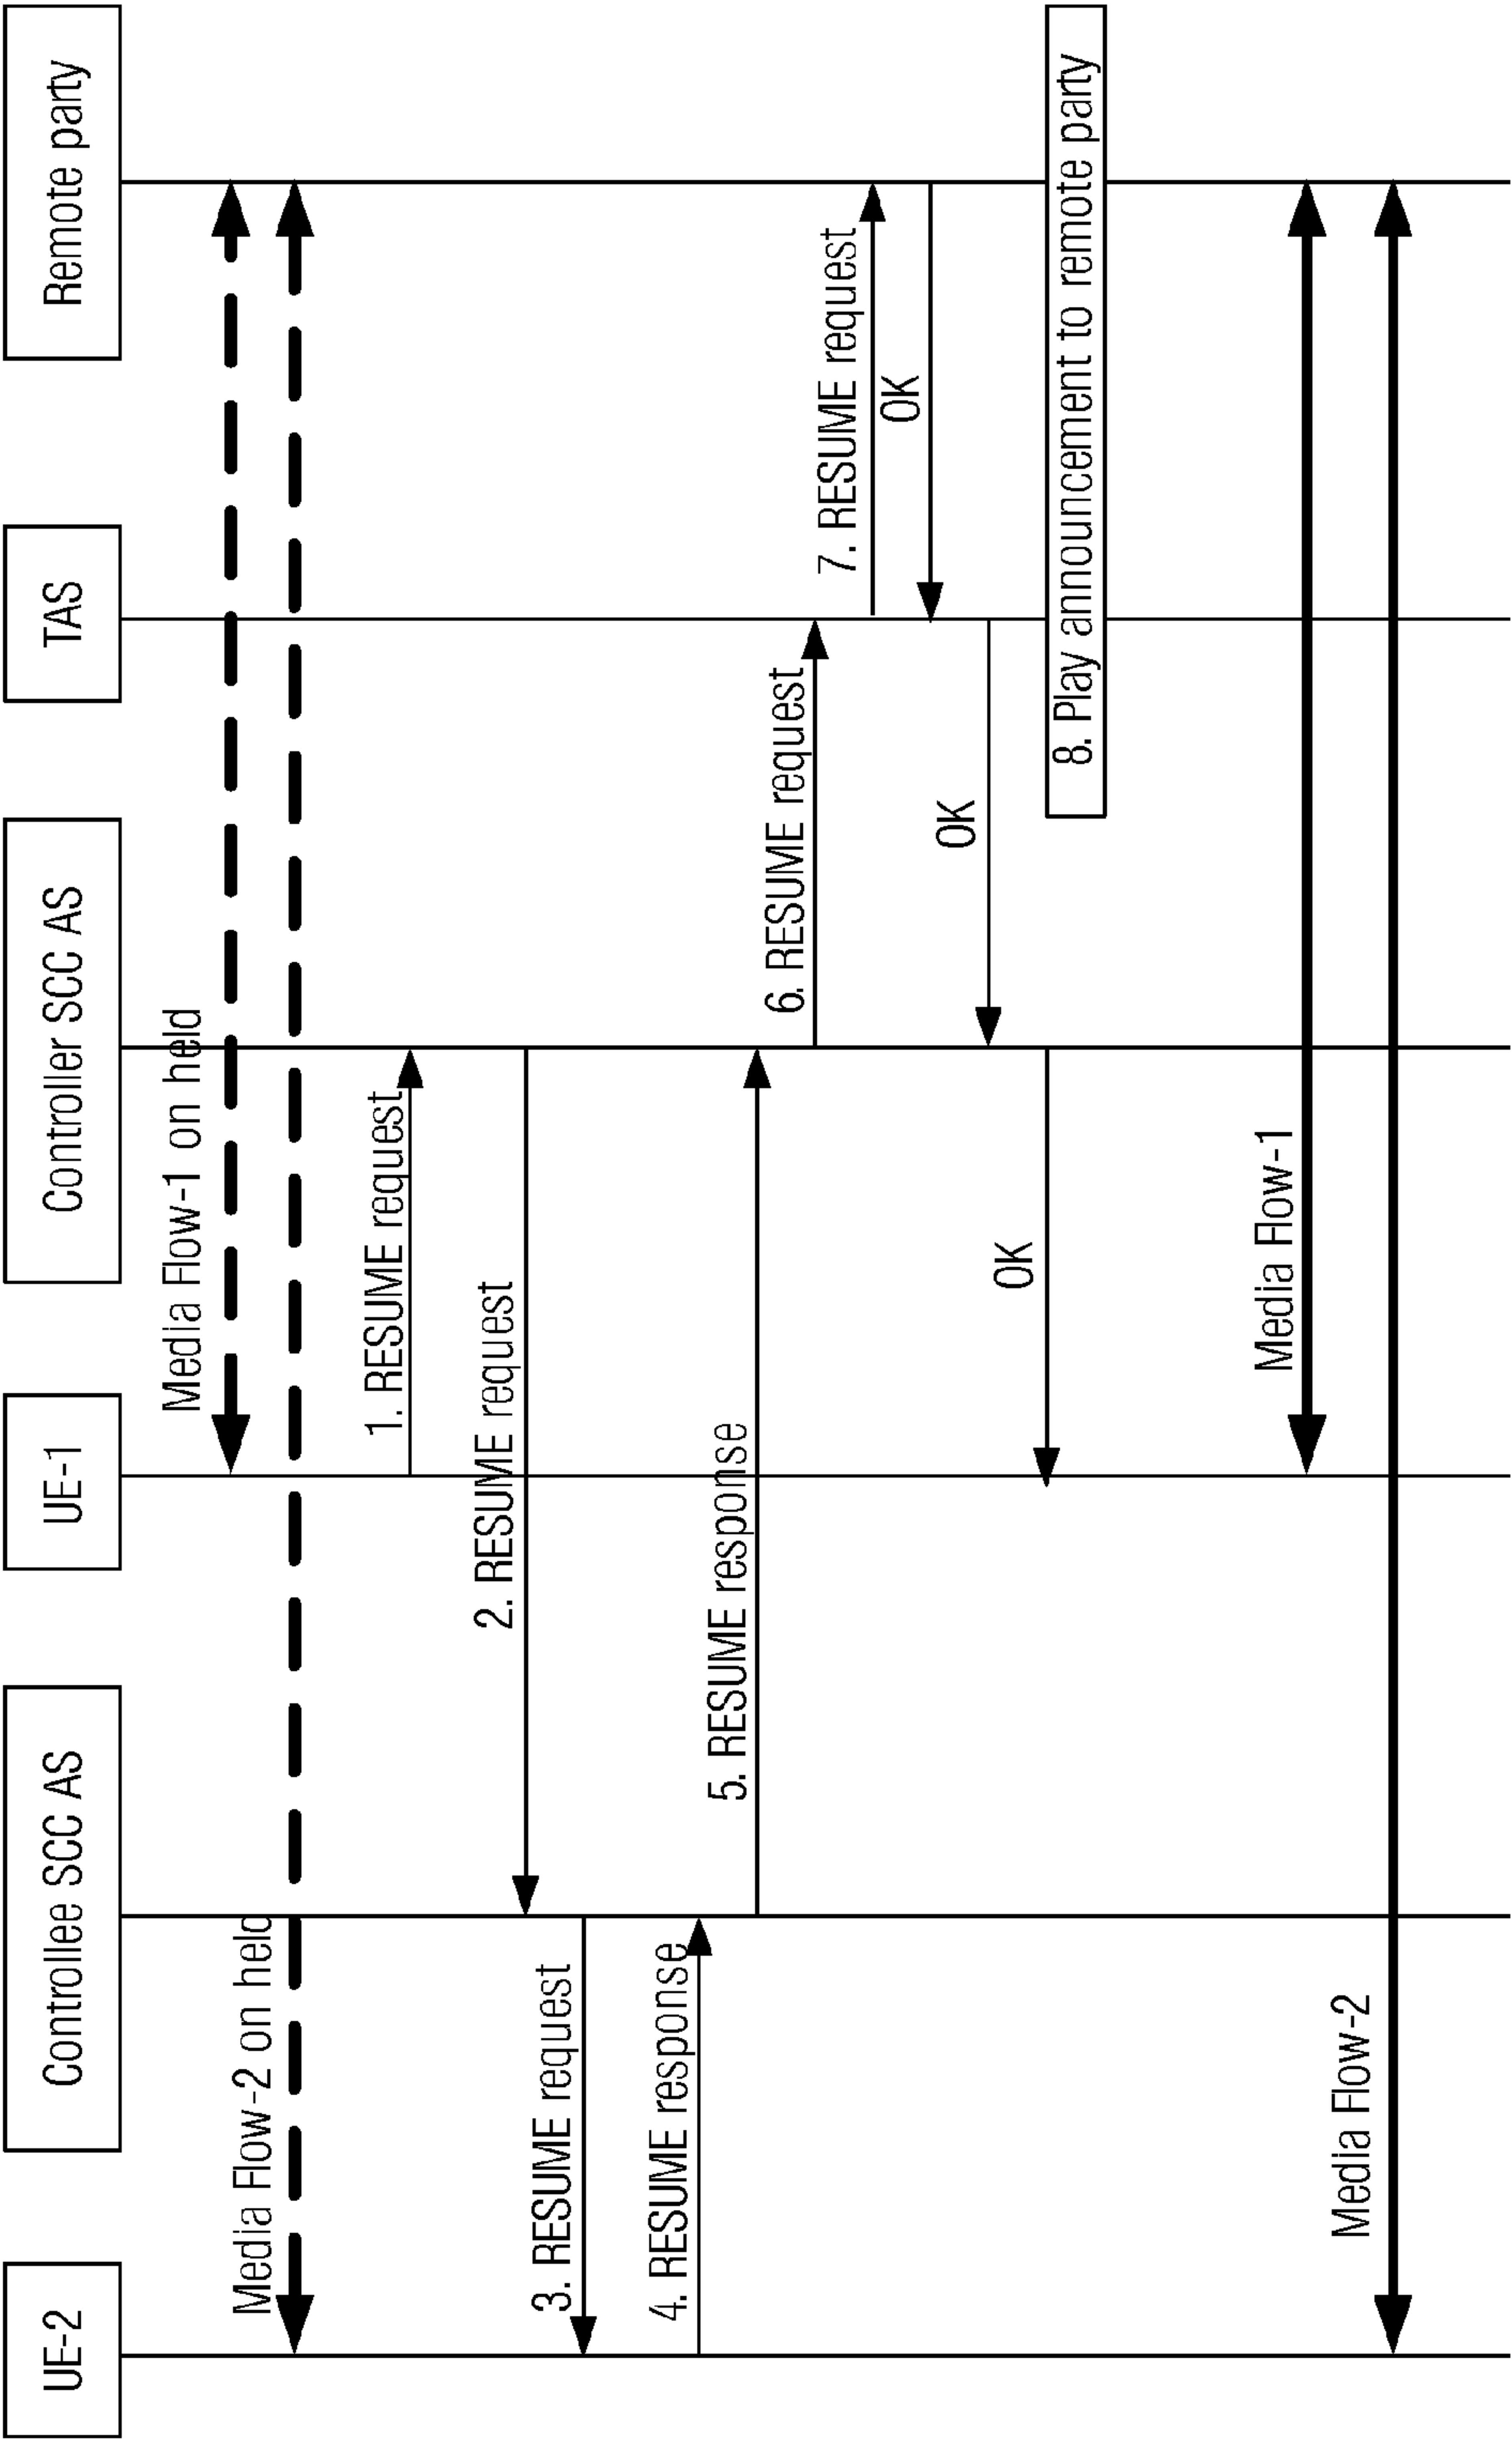 UE-2
Controllee SCC AS
UE-1
Controller SCC AS
TAS
Remote party
Media Flow-1 on held
Media Flow-2 on held
1. RESUME request
2. RESUME request
3. RESUME request
4. RESUME response
5. RESUME response
6. RESUME request
7. RESUME request
OK
OK
OK
8. Play announcement to remote party
Media Flow-1
Media Flow-2